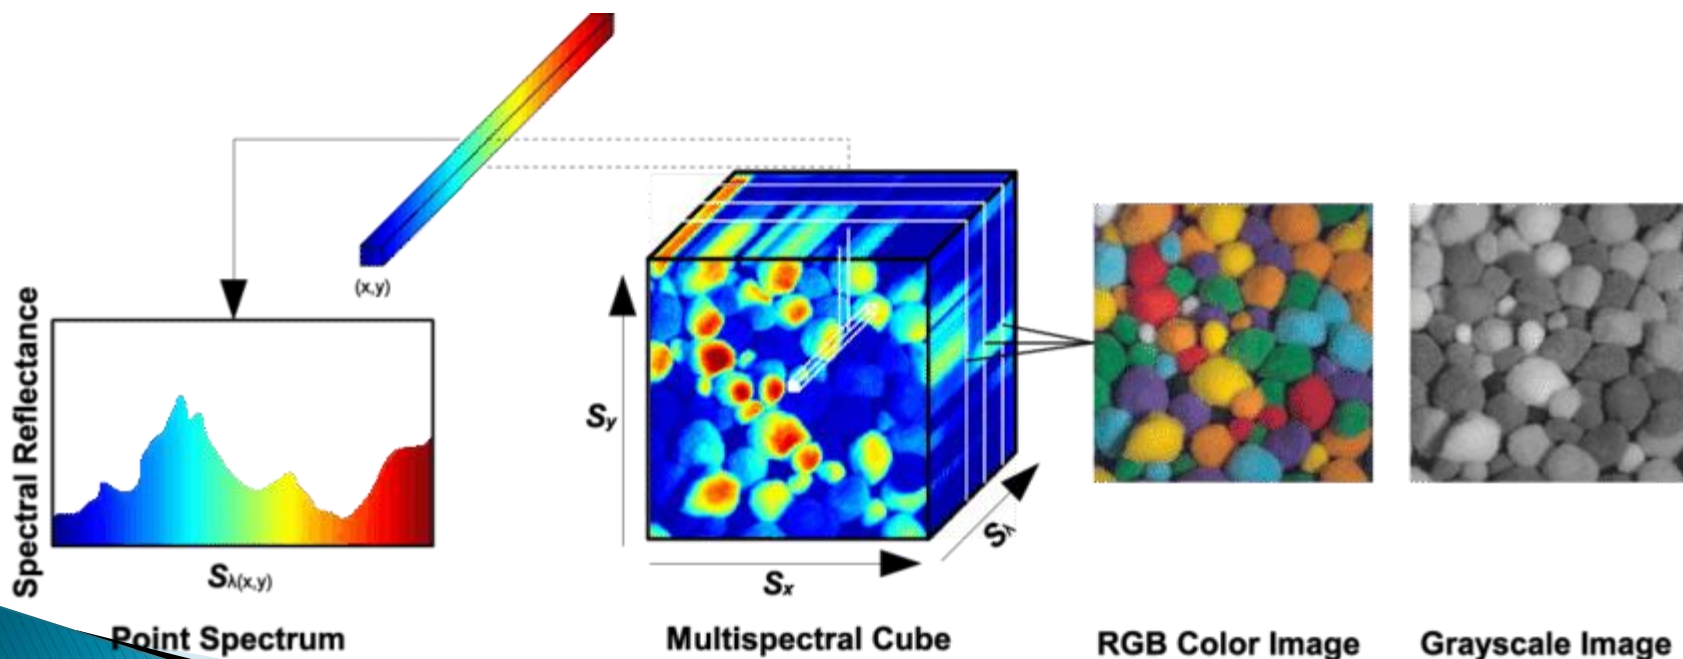 (x,y)
Spectral Reflectance
Sλ(x,y)
Point Spectrum
Sy
Sx
Sλ
Multispectral Cube
RGB Color Image
Grayscale Image